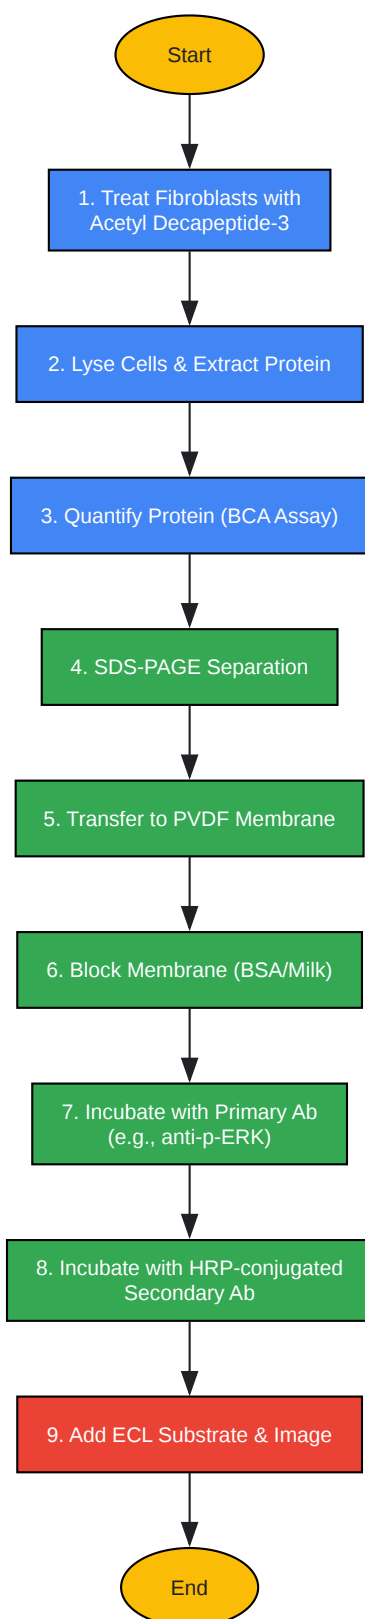 Start
1. Treat Fibroblasts with
Acetyl Decapeptide-3
2. Lyse Cells & Extract Protein
3. Quantify Protein (BCA Assay)
4. SDS-PAGE Separation
5. Transfer to PVDF Membrane
6. Block Membrane (BSA/Milk)
7. Incubate with Primary Ab
(e.g., anti-p-ERK)
8. Incubate with HRP-conjugated
Secondary Ab
9. Add ECL Substrate & Image
End